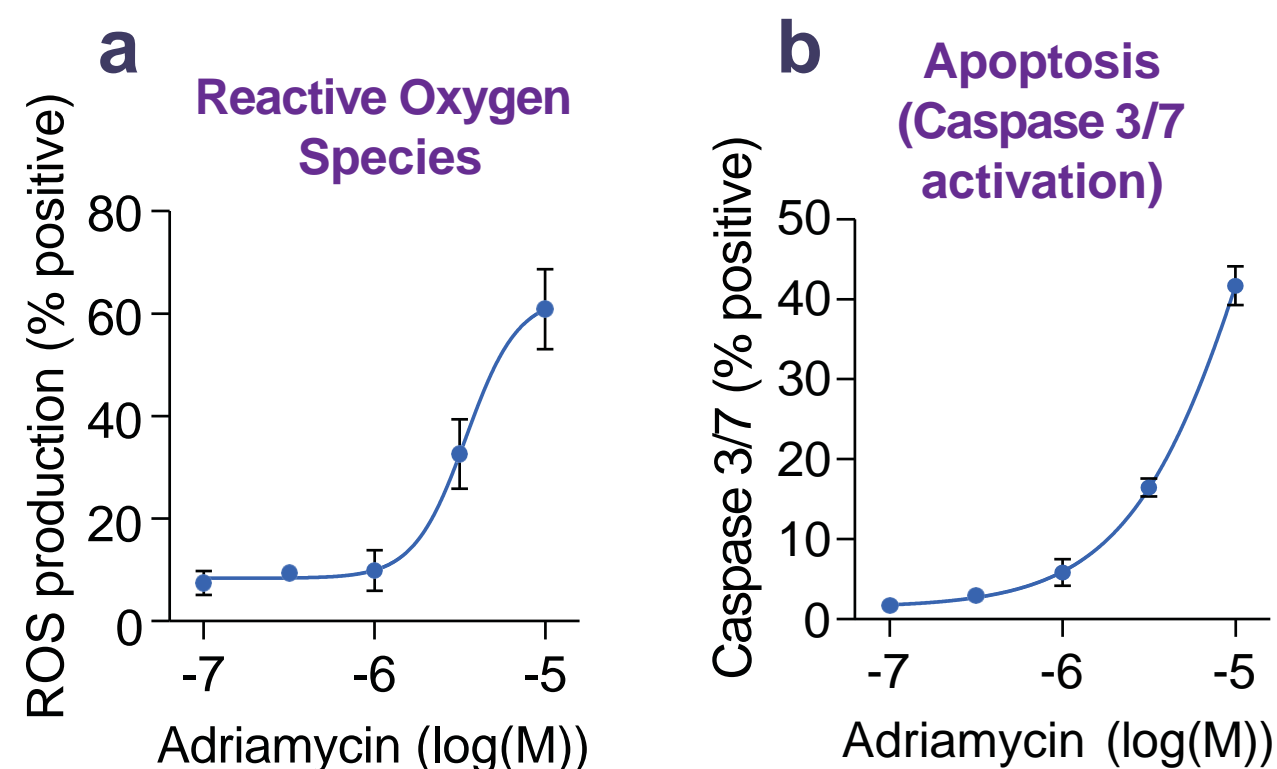 a
Reactive Oxygen
Species
ROS production (% positive)
80
60
40
20
0
-7
-6
-5
Adriamycin (log(M))
b
Apoptosis
(Caspase 3/7
activation)
Caspase 3/7 (% positive)
50
40
30
20
10
0
-7
-6
-5
Adriamycin (log(M))